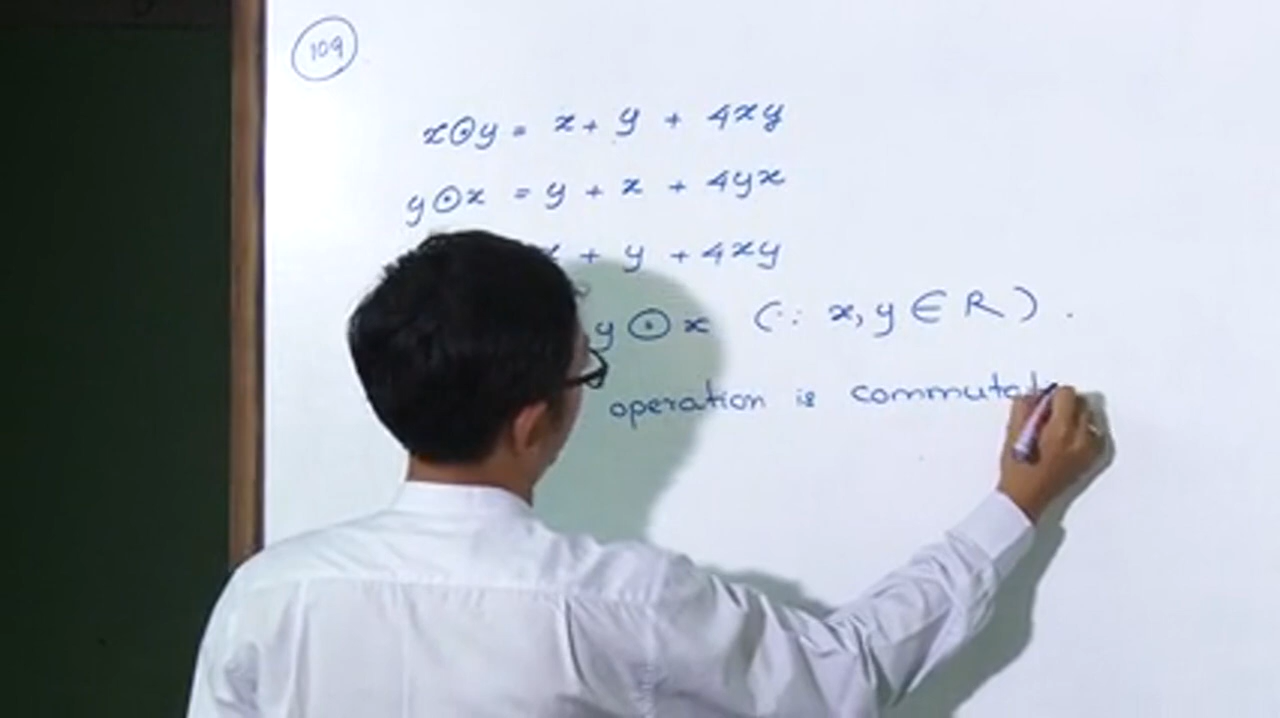 109
x⊙y = x + y + 4xy
y⊙x = y + x + 4yx
x + y + 4xy
y ⊙ x (∵ x, y ∈ R) .
operation is commutat